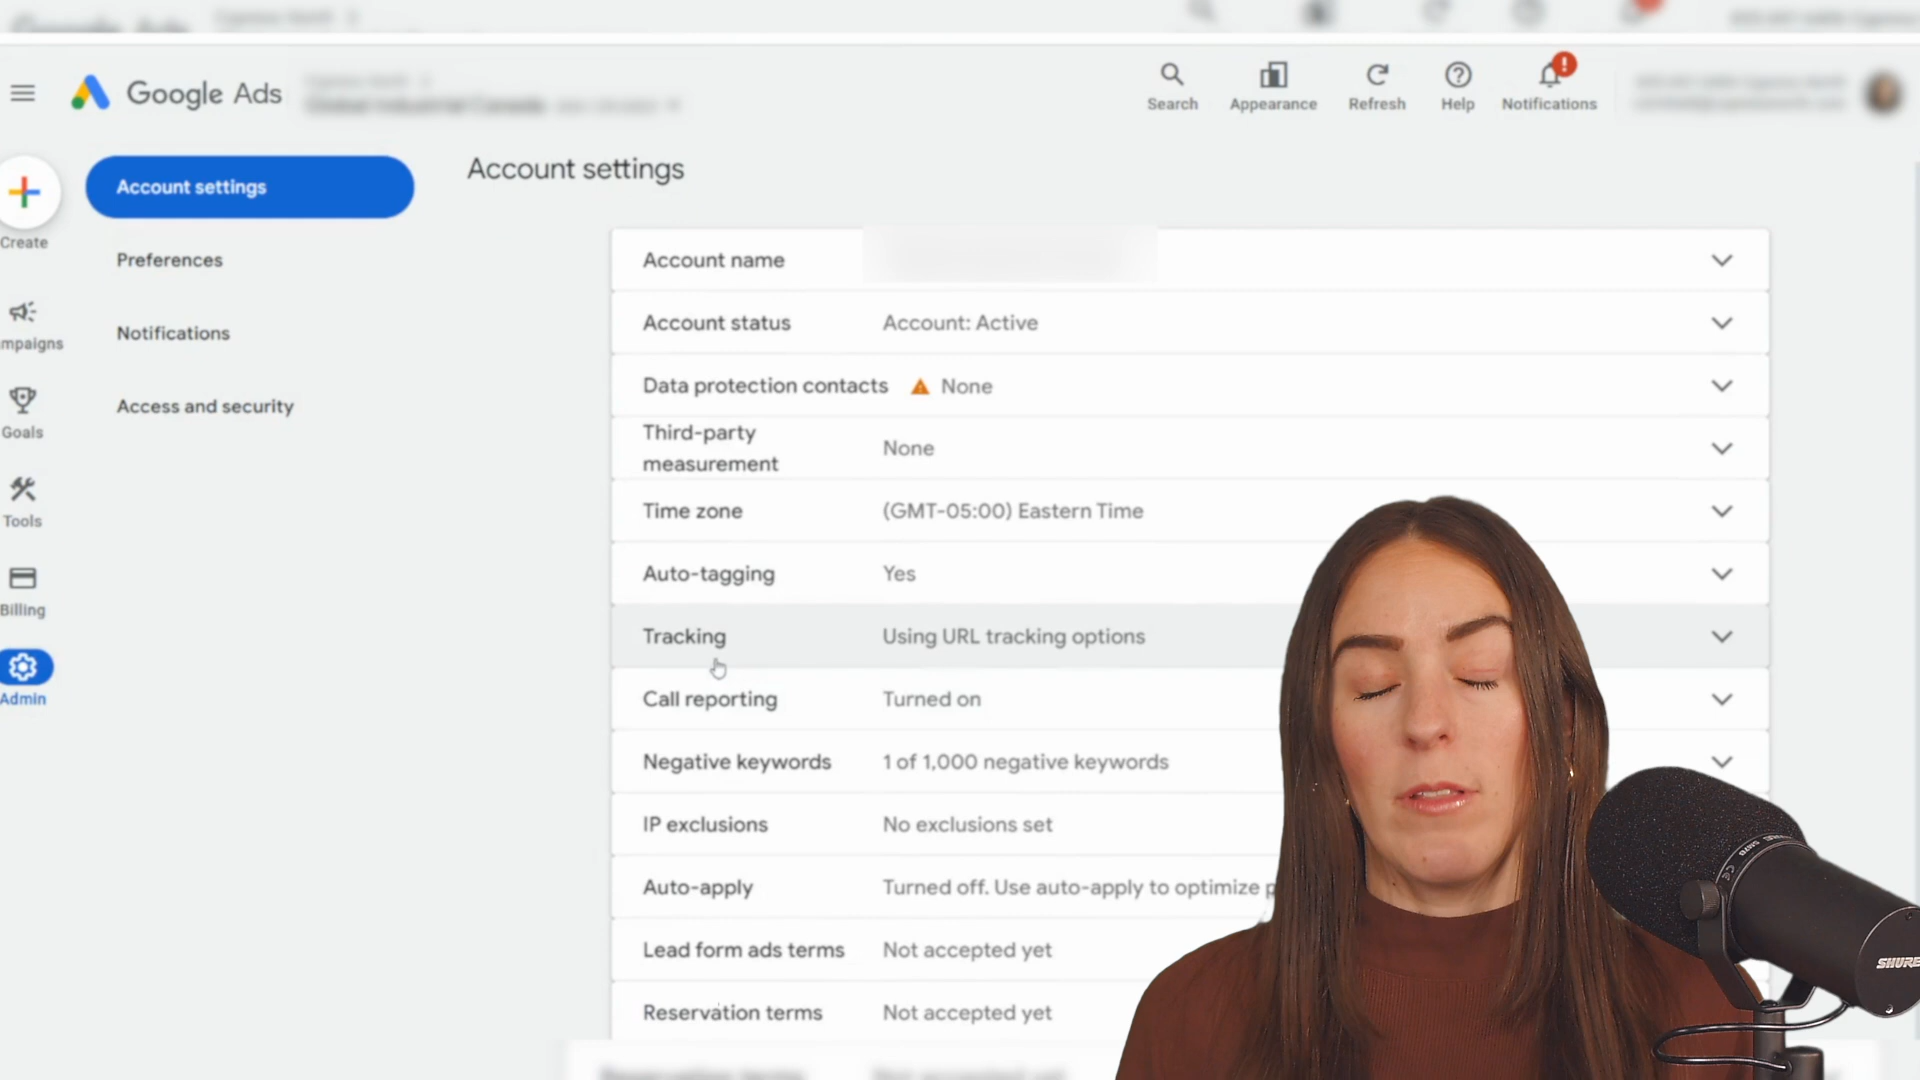 Google Ads
Search
Appearance
Refresh
Help
Notifications
Create
mpaigns
Goals
Tools
Billing
Admin
Account settings
Preferences
Notifications
Access and security
Account settings
Account name
Account status Account: Active
Data protection contacts None
Third-party
measurement
None
Time zone (GMT-05:00) Eastern Time
Auto-tagging Yes
Tracking Using URL tracking options
Call reporting Turned on
Negative keywords 1 of 1,000 negative keywords
IP exclusions No exclusions set
Auto-apply Turned off. Use auto-apply to optimize p
Lead form ads terms Not accepted yet
Reservation terms Not accepted yet
SHURE